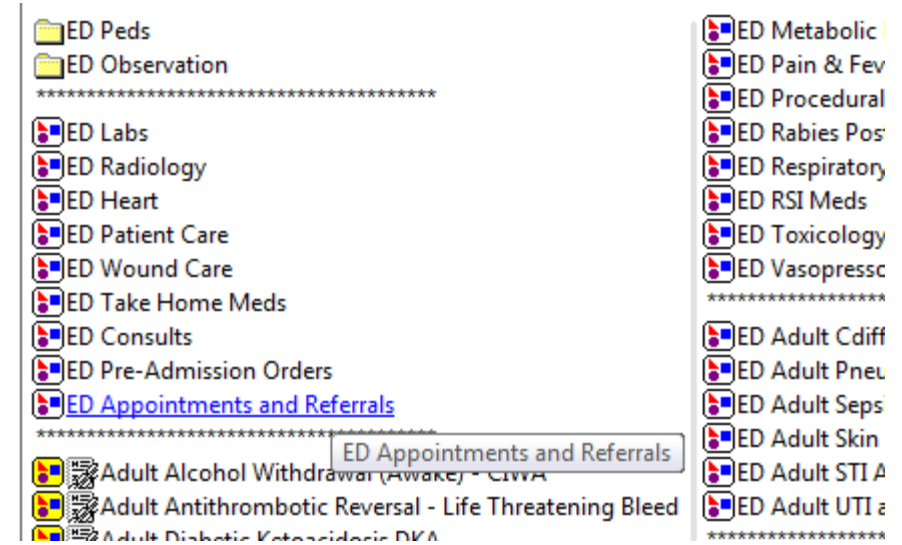 ED Peds
ED Observation
****************************************
ED Labs
ED Radiology
ED Heart
ED Patient Care
ED Wound Care
ED Take Home Meds
ED Consults
ED Pre-Admission Orders
ED Appointments and Referrals
****************************************
ED Appointments and Referrals
Adult Alcohol Withdrawal (Awake) - CIWA
Adult Antithrombotic Reversal - Life Threatening Bleed
Adult Diabetic Ketoacidosis DKA
ED Metabolic
ED Pain & Fev
ED Procedural
ED Rabies Pos
ED Respiratory
ED RSI Meds
ED Toxicology
ED Vasopresso
******************
ED Adult Cdiff
ED Adult Pneu
ED Adult Seps
ED Adult Skin
ED Adult STI A
ED Adult UTI a
******************